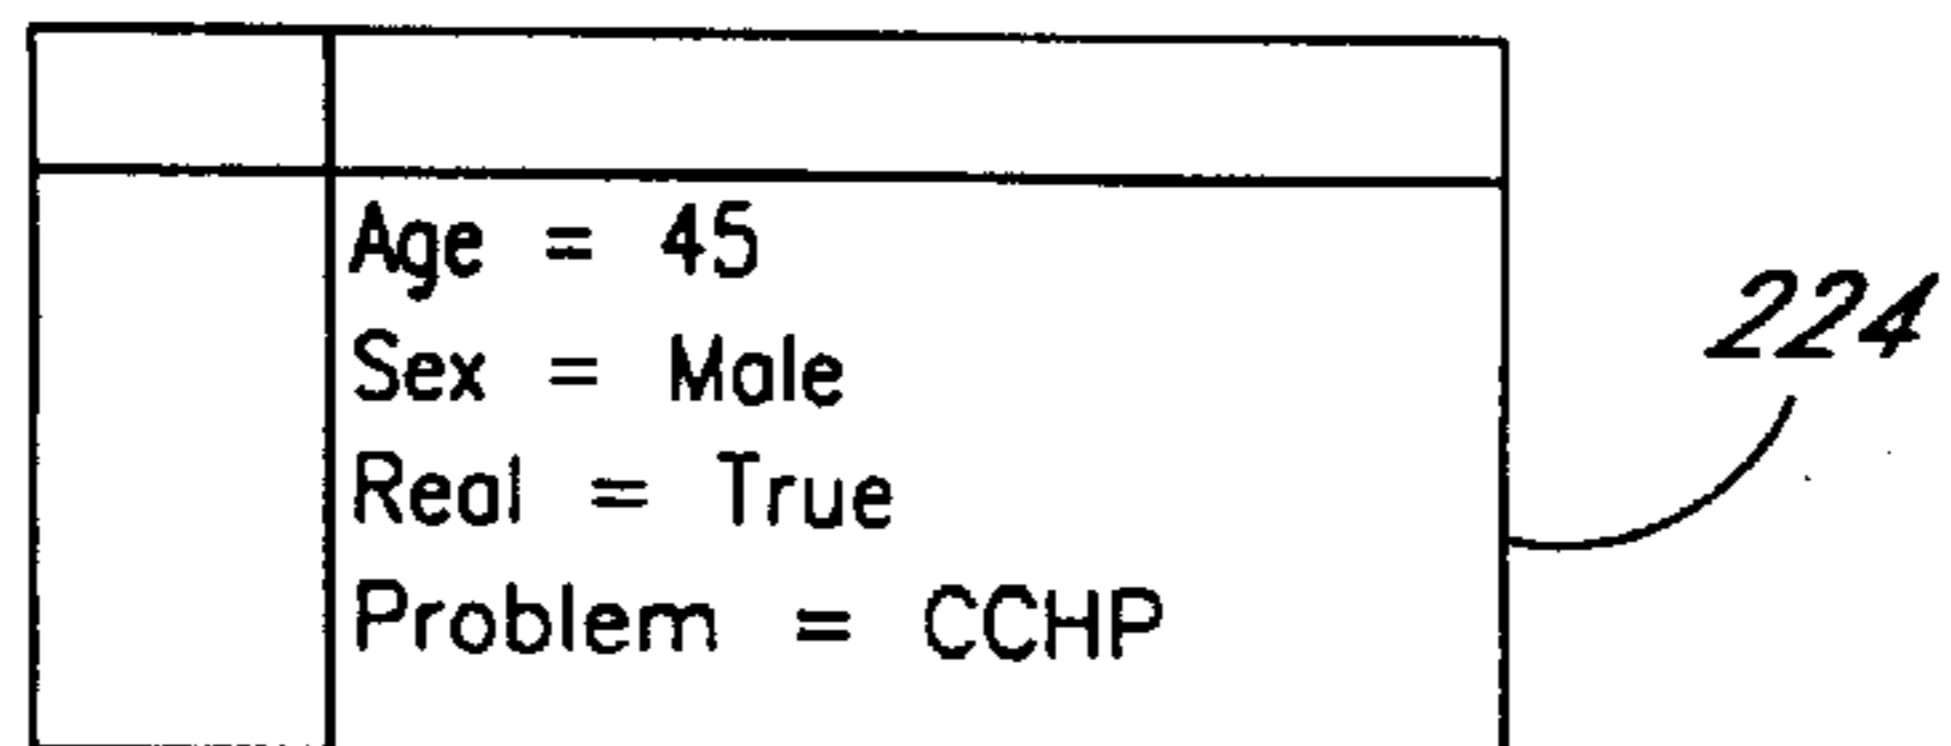 Age = 45
Sex = Male
Real = True
Problem = CCHP
224